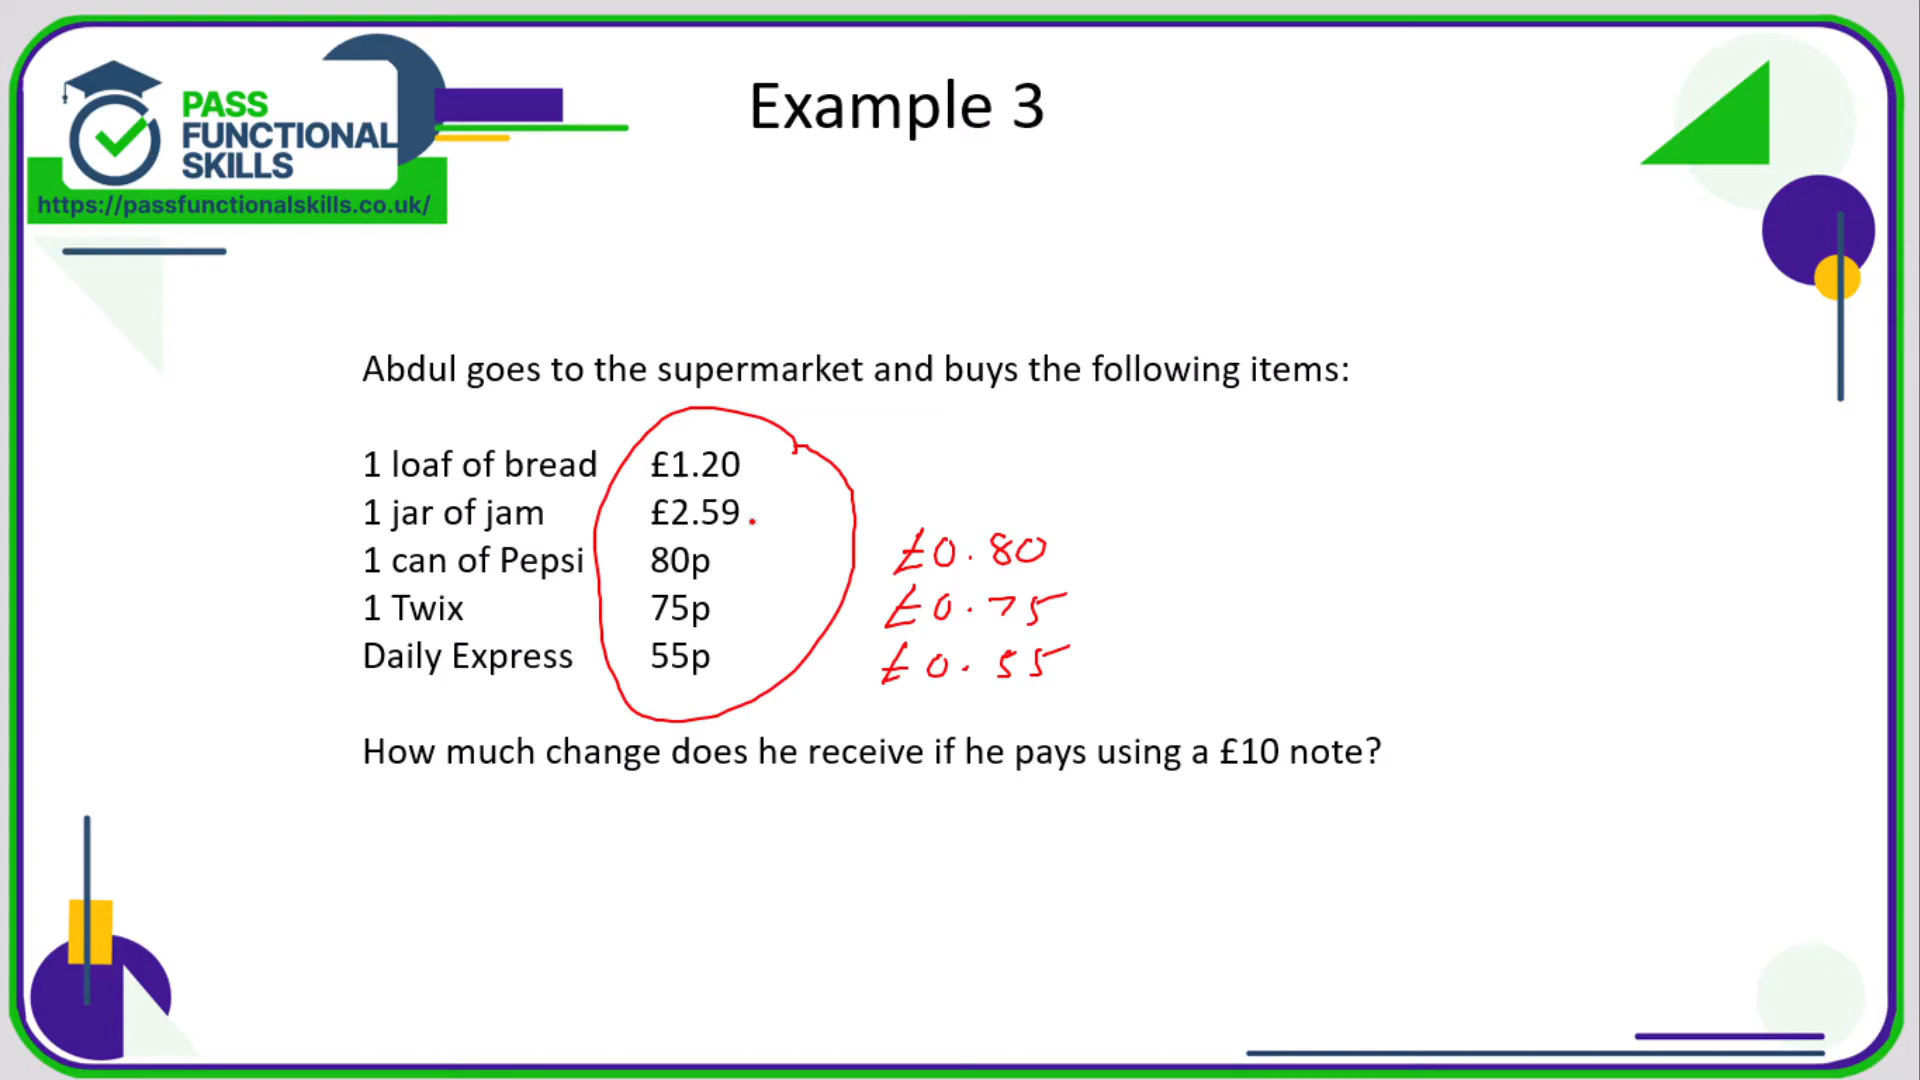 PASS
FUNCTIONAL
SKILLS
https://passfunctionalskills.co.uk/
Example 3
Abdul goes to the supermarket and buys the following items:
1 loaf of bread £1.20
1 jar of jam £2.59
1 can of Pepsi 80p £0.80
1 Twix 75p £0.75
Daily Express 55p £0.55
How much change does he receive if he pays using a £10 note?